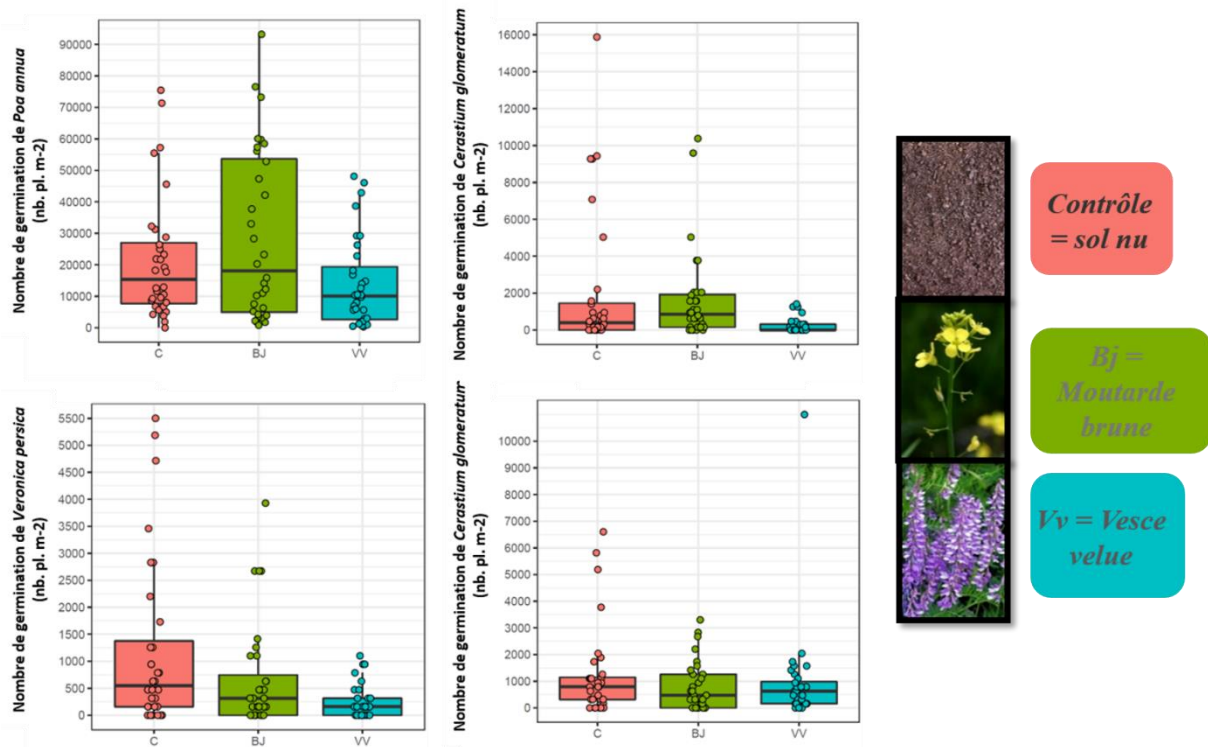 Nombre de germination de Poa annua
(nb. pl. m-2)
90000
80000
70000
60000
50000
40000
30000
20000
10000
0
C BJ VV
Nombre de germination de Cerastium glomeratum
(nb. pl. m-2)
16000
14000
12000
10000
8000
6000
4000
2000
0
C BJ VV
Nombre de germination de Veronica persica
(nb. pl. m-2)
5500
5000
4500
4000
3500
3000
2500
2000
1500
1000
500
0
C BJ VV
Nombre de germination de Cerastium glomeratum
(nb. pl. m-2)
10000
9000
8000
7000
6000
5000
4000
3000
2000
1000
0
C BJ VV
Contrôle
= sol nu
Bj =
Moutarde
brune
Vv = Vesce
velue